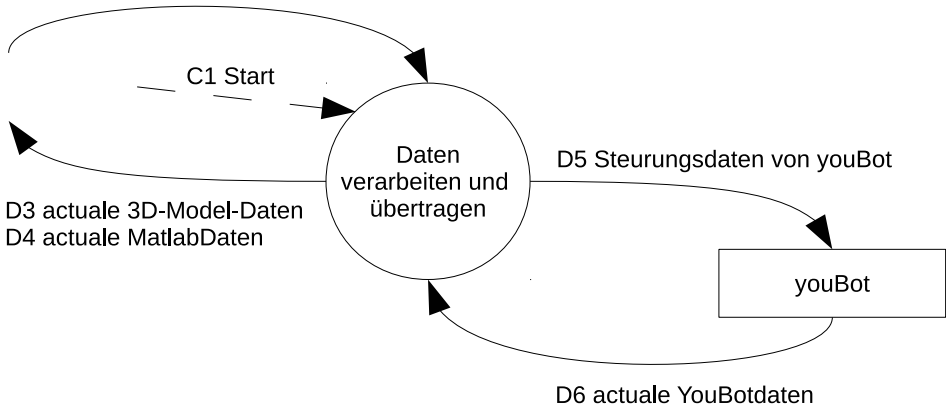 C1 Start
Daten
verarbeiten und
übertragen
D5 Steurungsdaten von youBot
D3 actuale 3D-Model-Daten
D4 actuale MatlabDaten
youBot
D6 actuale YouBotdaten